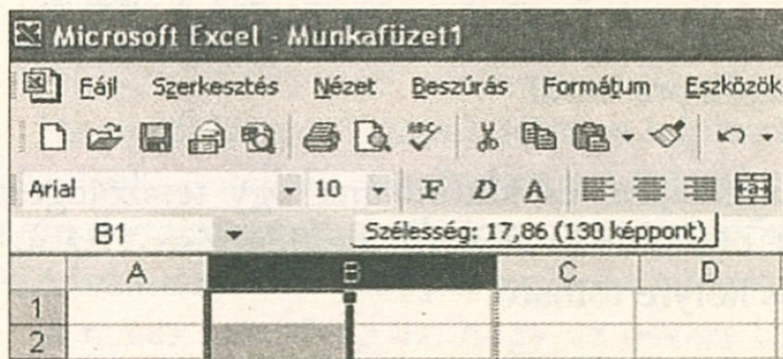 Microsoft Excel - Munkafüzet1
Fájl Szerkesztés Nézet Beszúrás Formátum Eszközök
ABC
Arial 10 F D A a
B1 Szélesség: 17,86 (130 képpont)
A B C D
1
2